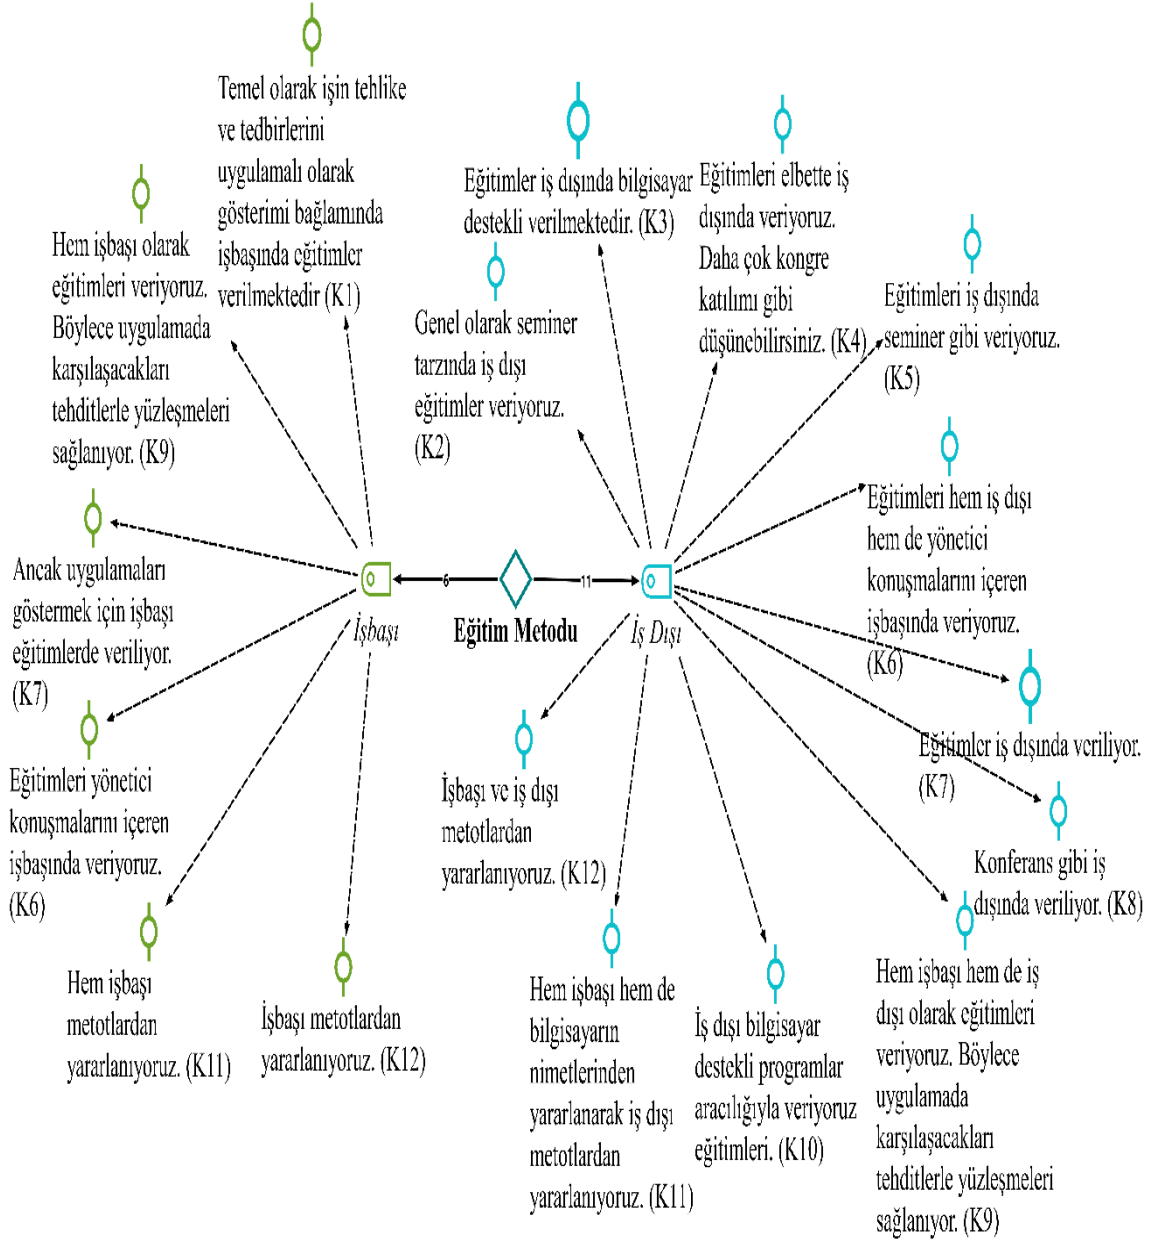 Temel olarak işin tehlike
ve tedbirlerini
uygulamalı olarak
gösterimi bağlamında
işbaşında eğitimler
verilmektedir (K1)
Hem işbaşı olarak
eğitimleri veriyoruz.
Böylece uygulamada
karşılaşacakları
tehditlerle yüzleşmeleri
sağlanıyor. (K9)
Eğitimler iş dışında bilgisayar
destekli verilmektedir. (K3)
Eğitimleri elbette iş
dışında veriyoruz.
Daha çok kongre
katılımı gibi
düşünebilirsiniz. (K4)
Genel olarak seminer
tarzında iş dışı
eğitimler veriyoruz.
(K2)
Eğitimleri iş dışında
seminer gibi veriyoruz.
(K5)
Eğitimleri hem iş dışı
hem de yönetici
konuşmalarını içeren
işbaşında veriyoruz.
(K6)
Ancak uygulamaları
göstermek için işbaşı
eğitimlerde veriliyor.
(K7)
6
11
İşbaşı
Eğitim Metodu
İş Dışı
Eğitimler iş dışında veriliyor.
(K7)
Eğitimleri yönetici
konuşmalarını içeren
işbaşında veriyoruz.
(K6)
İşbaşı ve iş dışı
metotlardan
yararlanıyoruz. (K12)
Konferans gibi iş
dışında veriliyor. (K8)
Hem işbaşı
metotlardan
yararlanıyoruz. (K11)
İşbaşı metotlardan
yararlanıyoruz. (K12)
Hem işbaşı hem de
bilgisayarın
nimetlerinden
yararlanarak iş dışı
metotlardan
yararlanıyoruz. (K11)
İş dışı bilgisayar
destekli programlar
aracılığıyla veriyoruz
eğitimleri. (K10)
Hem işbaşı hem de iş
dışı olarak eğitimleri
veriyoruz. Böylece
uygulamada
karşılaşacakları
tehditlerle yüzleşmeleri
sağlanıyor. (K9)